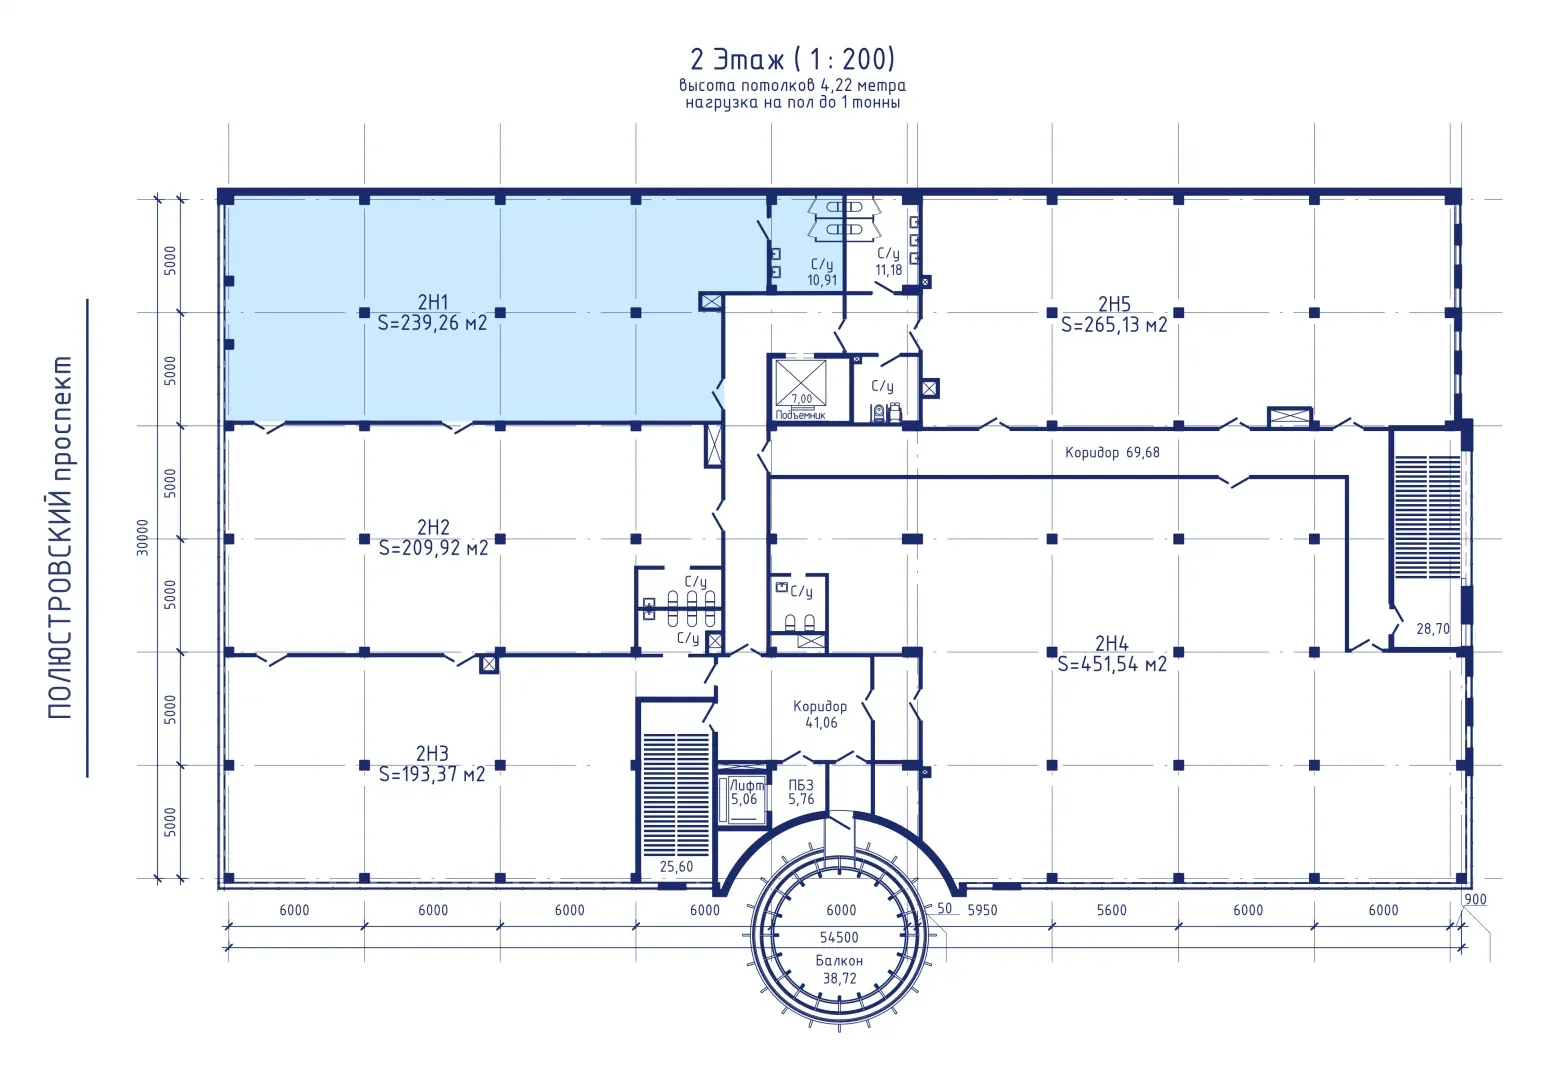 2 Этаж ( 1 : 200)
высота потолков 4,22 метра
нагрузка на пол до 1 тонны
ПОЛЮСТРОВСКИЙ проспект
30000
5000
5000
5000
5000
5000
5000
2Н1
S=239,26 м2
С/у
10,91
С/у
11,18
2Н5
S=265,13 м2
7,00
Подъемник
С/у
Коридор 69,68
2Н2
S=209,92 м2
С/у
С/у
С/у
28,70
2Н4
S=451,54 м2
Коридор
41,06
2Н3
S=193,37 м2
Лифт
5,06
ПБЗ
5,76
25,60
6000
6000
6000
6000
6000
50
5950
5600
6000
6000
900
54500
Балкон
38,72